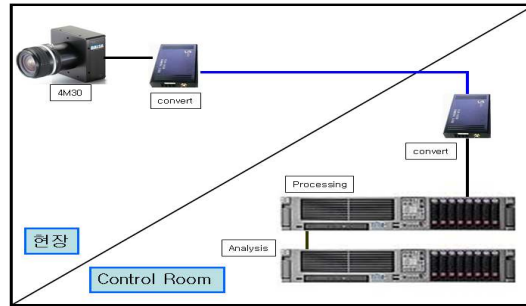 4M30
convert
convert
Processing
Analysis
현장
Control Room